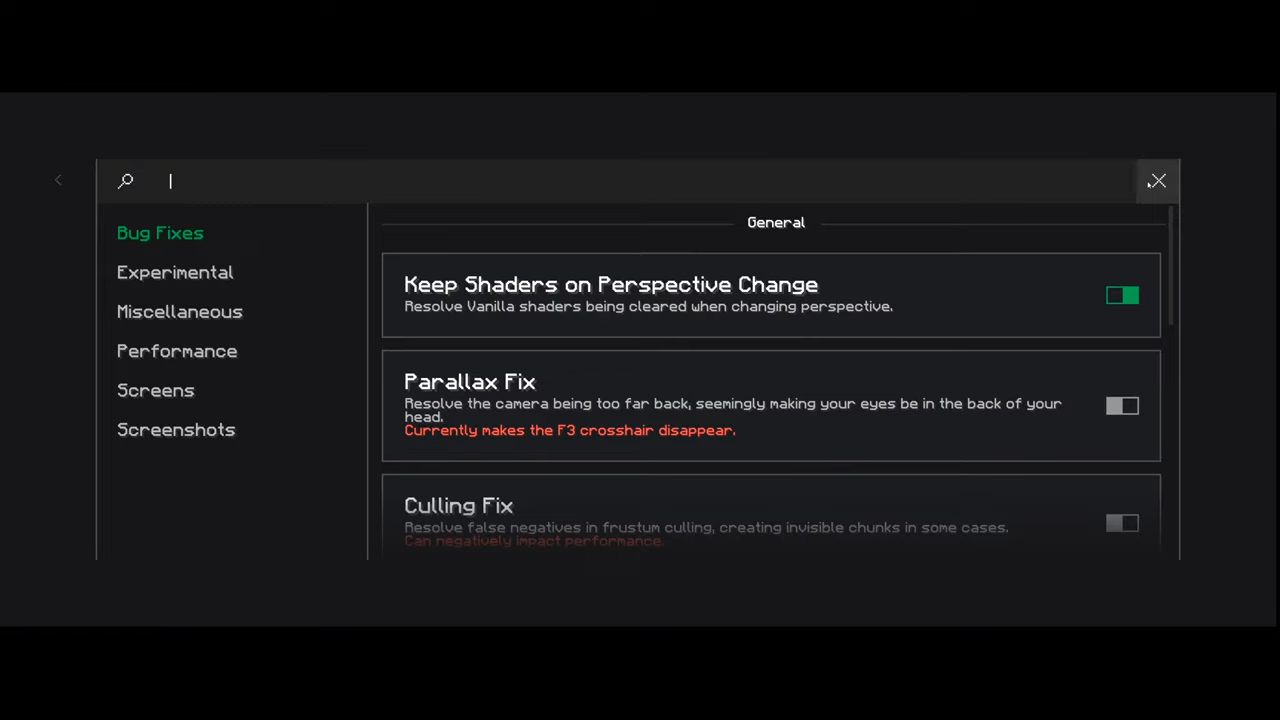 Bug Fixes
Experimental
Miscellaneous
Performance
Screens
Screenshots
General
Keep Shaders on Perspective Change
Resolve Vanilla shaders being cleared when changing perspective.
Parallax Fix
Resolve the camera being too far back, seemingly making your eyes be in the back of your
head.
Currently makes the F3 crosshair disappear.
Culling Fix
Resolve false negatives in frustum culling, creating invisible chunks in some cases.
Can negatively impact performance.